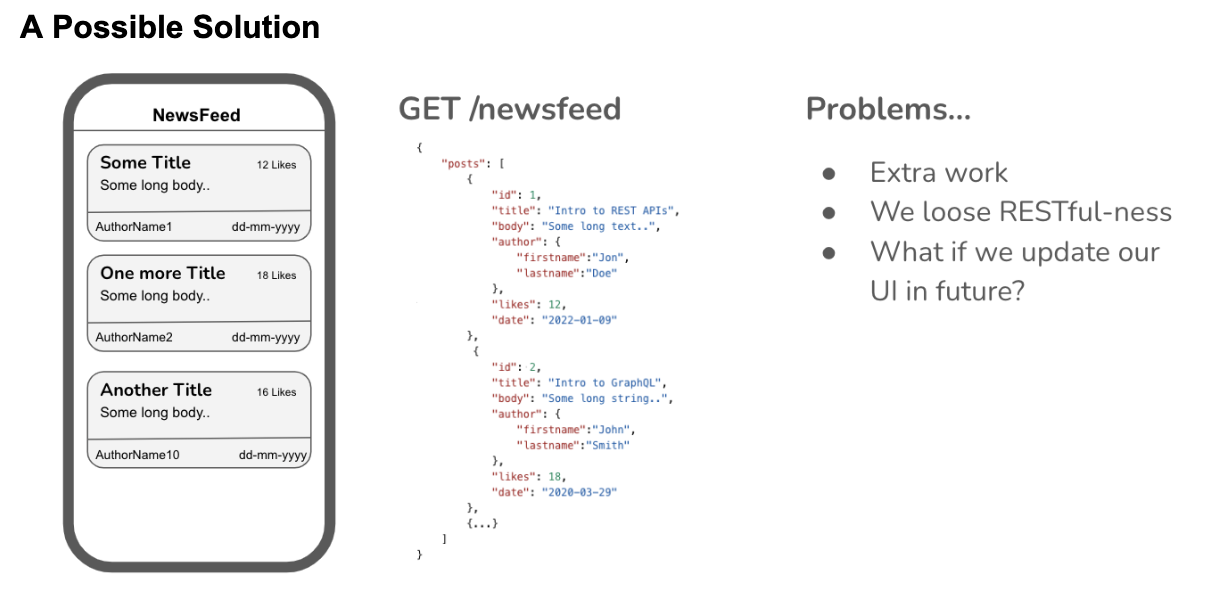 A Possible Solution
NewsFeed
Some Title
12 Likes
Some long body..
AuthorName1
dd-mm-yyyy
One more Title
18 Likes
Some long body..
AuthorName2
dd-mm-yyyy
Another Title
16 Likes
Some long body..
AuthorName10
dd-mm-yyyy
GET /newsfeed
{
"posts": [
{
"id": 1,
"title": "Intro to REST APIs",
"body": "Some long text..",
"author": {
"firstname":"Jon",
"lastname":"Doe"
},
"likes": 12,
"date": "2022-01-09"
},
{
"id": 2,
"title": "Intro to GraphQL",
"body": "Some long string..",
"author": {
"firstname":"John",
"lastname":"Smith"
},
"likes": 18,
"date": "2020-03-29"
},
{...}
]
}
Problems...
● Extra work
● We loose RESTful-ness
● What if we update our
UI in future?